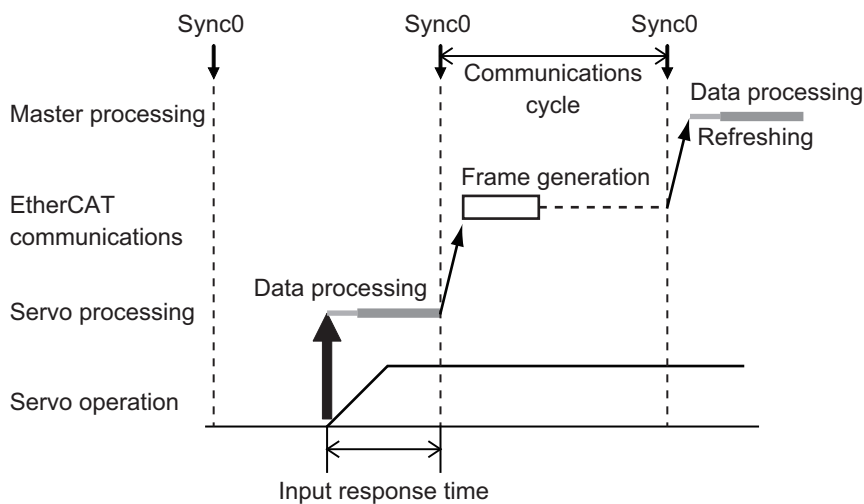 Sync0
Sync0
Sync0
Communications
cycle
Master processing
Data processing
Refreshing
Frame generation
EtherCAT
communications
Data processing
Servo processing
Servo operation
Input response time